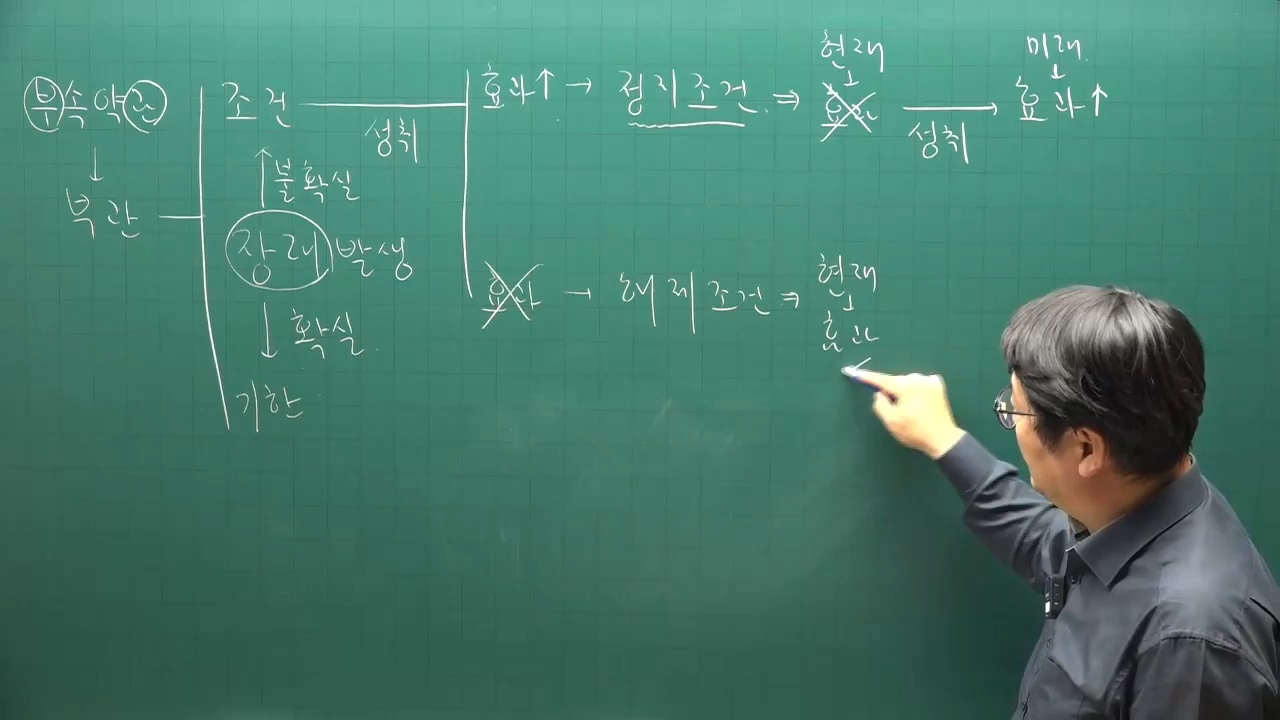 부속약관
↓
부관
조건
성취
↑ 불확실
장래 발생
↓ 확실
기한
효과↑ → 정지조건 ⇒
현재
↓
효과
성취
→
미래
↓
효과↑
효과 → 해제조건 ⇒
현재
↓
효과